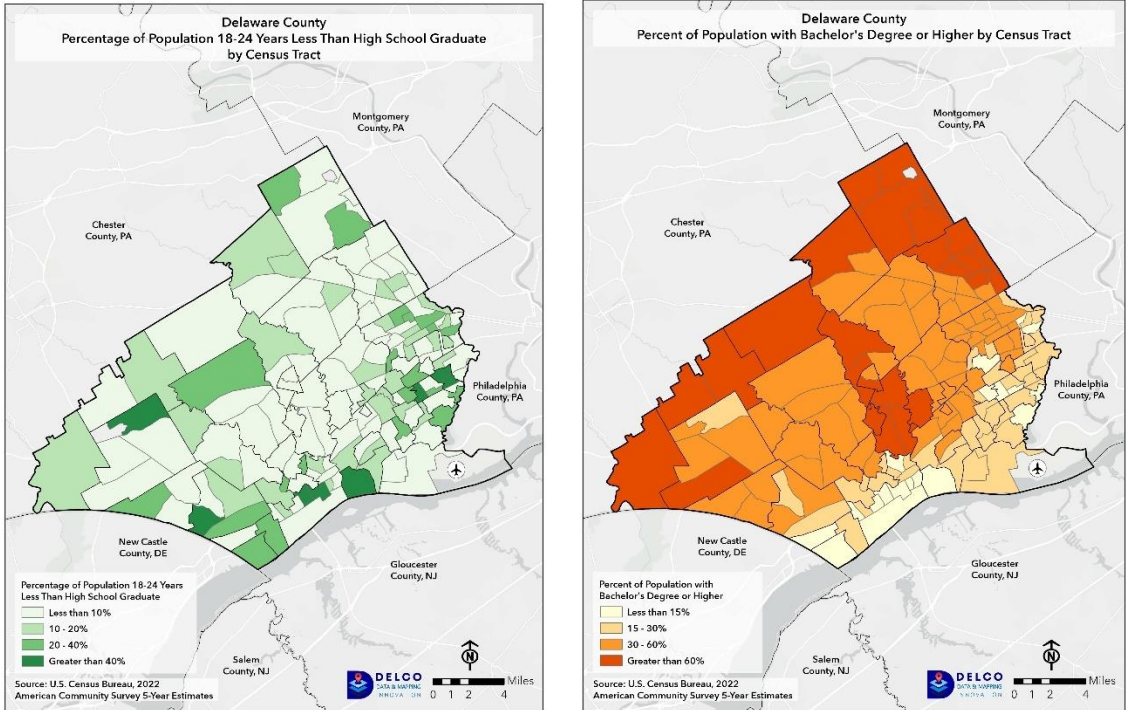 Delaware County
Percentage of Population 18-24 Years Less Than High School Graduate
by Census Tract
Montgomery
County, PA
Chester
County, PA
Philadelphia
County, PA
New Castle
County, DE
Gloucester
County, NJ
Salem
County, NJ
Percentage of Population 18-24 Years
Less Than High School Graduate
Less than 10%
10 - 20%
20 - 40%
Greater than 40%
Source: U.S. Census Bureau, 2022
American Community Survey 5-Year Estimates
DELCO
DATA & MAPPING
INNOVATION
N
0 1 2 4 Miles
Delaware County
Percent of Population with Bachelor's Degree or Higher by Census Tract
Montgomery
County, PA
Chester
County, PA
Philadelphia
County, PA
New Castle
County, DE
Gloucester
County, NJ
Salem
County, NJ
Percent of Population with
Bachelor's Degree or Higher
Less than 15%
15 - 30%
30 - 60%
Greater than 60%
Source: U.S. Census Bureau, 2022
American Community Survey 5-Year Estimates
DELCO
DATA & MAPPING
INNOVATION
N
0 1 2 4 Miles